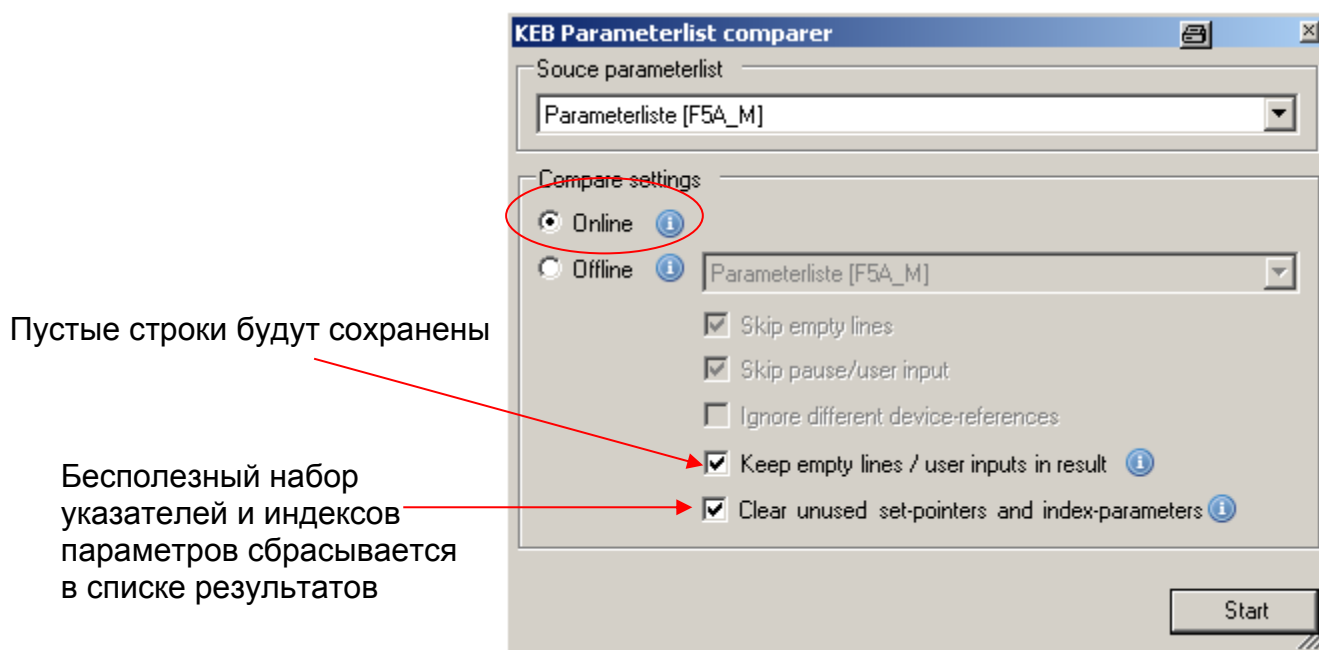 KEB Parameterlist comparer
Souce parameterlist
Parameterliste [F5A_M]
Compare settings
Online
Offline
Parameterliste [F5A_M]
Skip empty lines
Skip pause/user input
Ignore different device-references
Keep empty lines / user inputs in result
Clear unused set-pointers and index-parameters
Start
Пустые строки будут сохранены
Бесполезный набор
указателей и индексов
параметров сбрасывается
в списке результатов